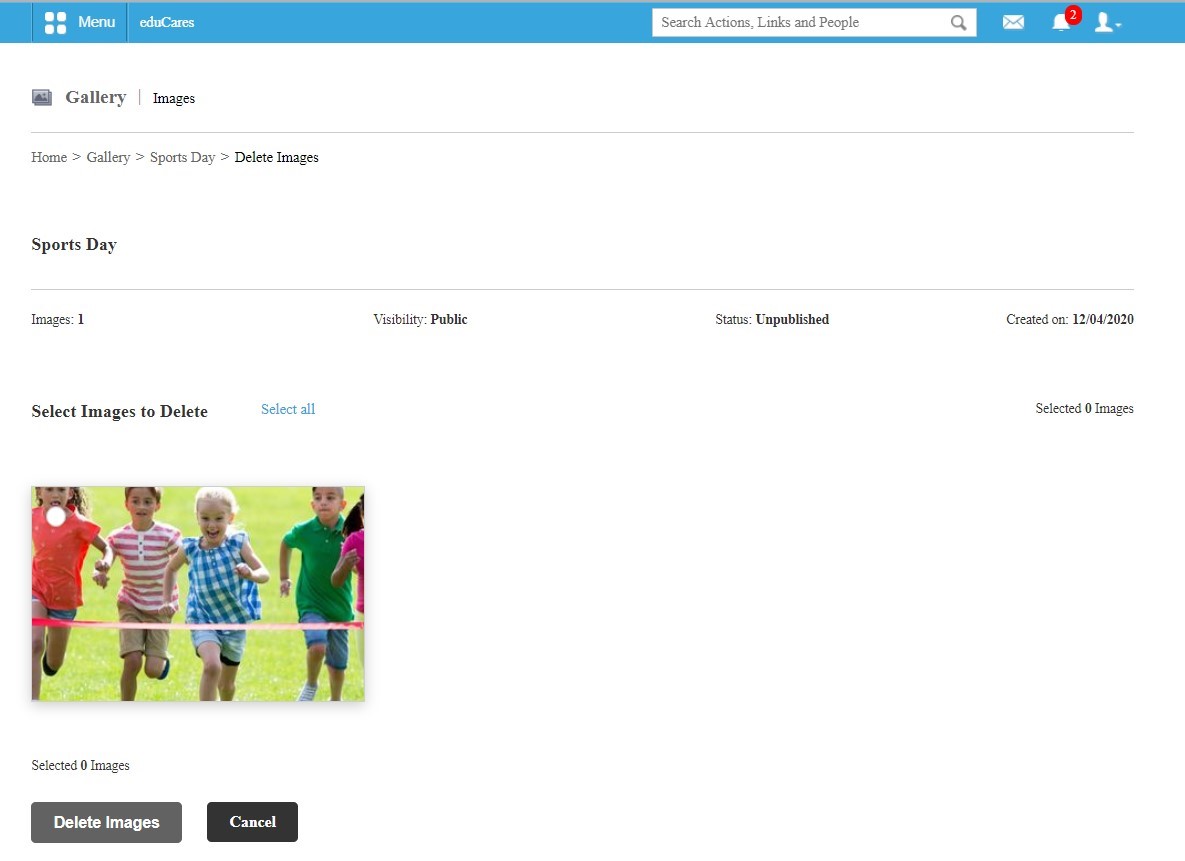 Menu eduCares Search Actions, Links and People 2
Gallery | Images
Home > Gallery > Sports Day > Delete Images
Sports Day
Images: 1 Visibility: Public Status: Unpublished Created on: 12/04/2020
Select Images to Delete Select all Selected 0 Images
Selected 0 Images
Delete Images Cancel